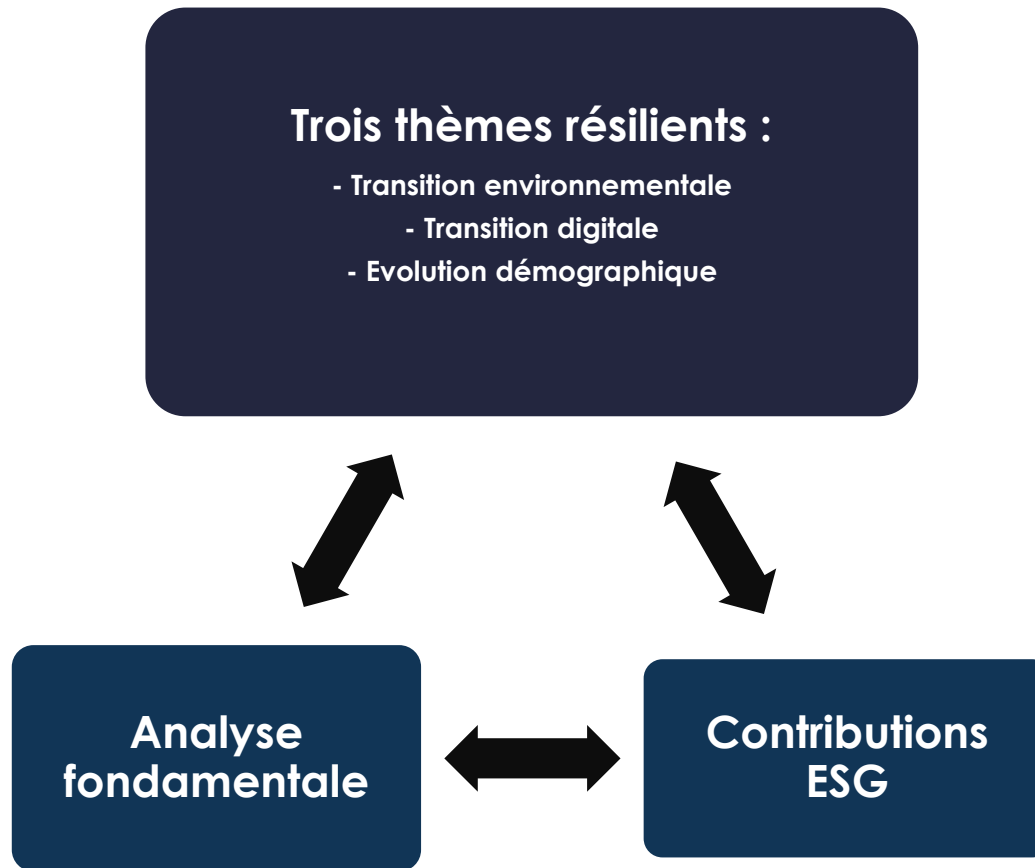 Trois thèmes résilients :
- Transition environnementale
- Transition digitale
- Evolution démographique
Analyse
fondamentale
Contributions
ESG